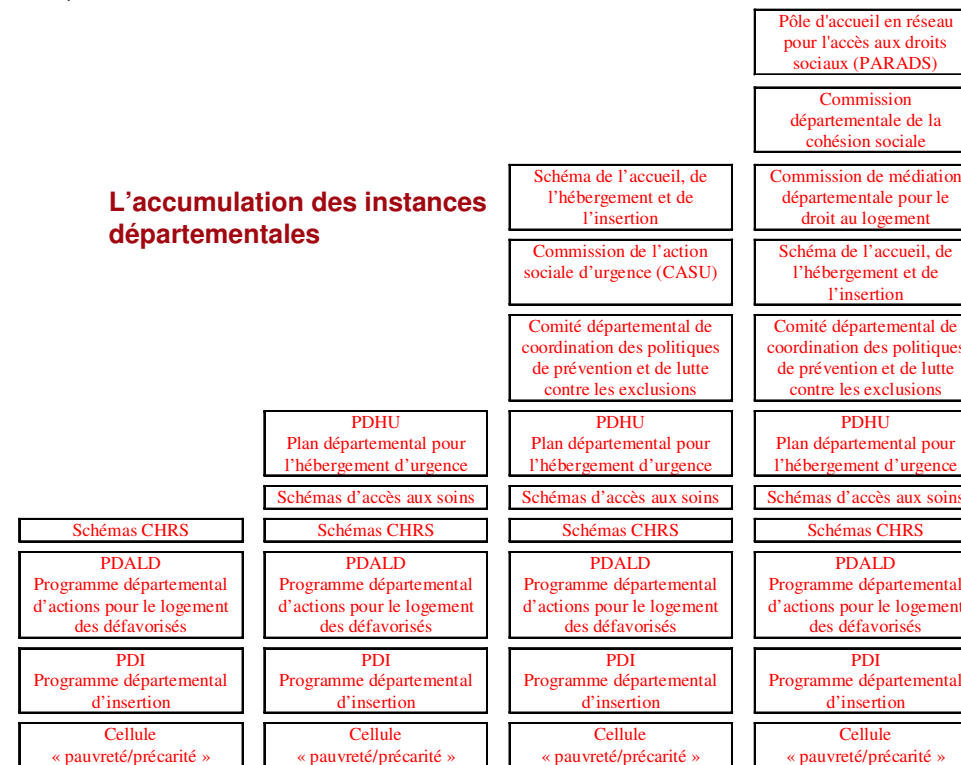 L'accumulation des instances
départementales
Schémas CHRS
PDALD
Programme départemental
d'actions pour le logement
des défavorisés
PDI
Programme départemental
d'insertion
Cellule
« pauvreté/précarité »
PDHU
Plan départemental pour
l'hébergement d'urgence
Schémas d'accès aux soins
Schémas CHRS
PDALD
Programme départemental
d'actions pour le logement
des défavorisés
PDI
Programme départemental
d'insertion
Cellule
« pauvreté/précarité »
Schéma de l'accueil, de
l'hébergement et de
l'insertion
Commission de l'action
sociale d'urgence (CASU)
Comité départemental de
coordination des politiques
de prévention et de lutte
contre les exclusions
PDHU
Plan départemental pour
l'hébergement d'urgence
Schémas d'accès aux soins
Schémas CHRS
PDALD
Programme départemental
d'actions pour le logement
des défavorisés
PDI
Programme départemental
d'insertion
Cellule
« pauvreté/précarité »
Pôle d'accueil en réseau
pour l'accès aux droits
sociaux (PARADS)
Commission
départementale de la
cohésion sociale
Commission de médiation
départementale pour le
droit au logement
Schéma de l'accueil, de
l'hébergement et de
l'insertion
Comité départemental de
coordination des politiques
de prévention et de lutte
contre les exclusions
PDHU
Plan départemental pour
l'hébergement d'urgence
Schémas d'accès aux soins
Schémas CHRS
PDALD
Programme départemental
d'actions pour le logement
des défavorisés
PDI
Programme départemental
d'insertion
Cellule
« pauvreté/précarité »